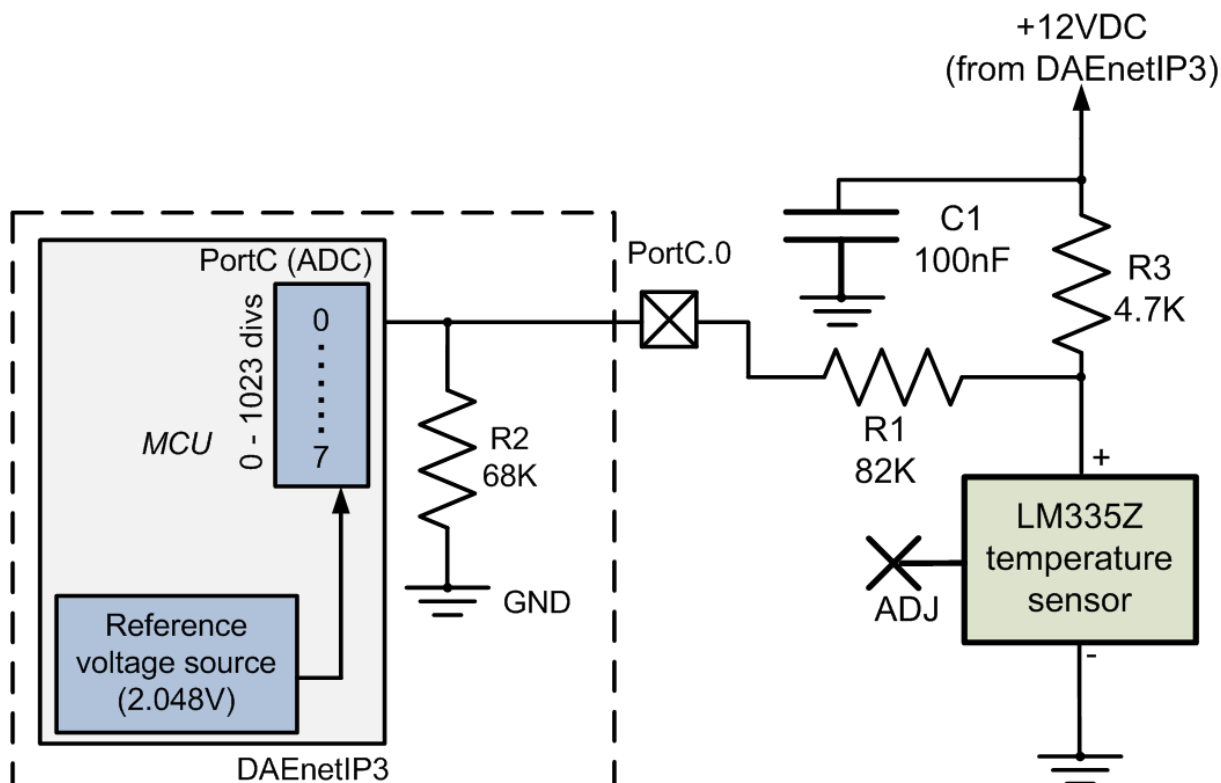 +12VDC
(from DAEnetIP3)
C1
100nF
R3
4.7K
PortC (ADC)
PortC.0
0 - 1023 divs
0
7
MCU
R2
68K
R1
82K
+
LM335Z
temperature
sensor
ADJ
-
GND
Reference
voltage source
(2.048V)
DAEnetIP3